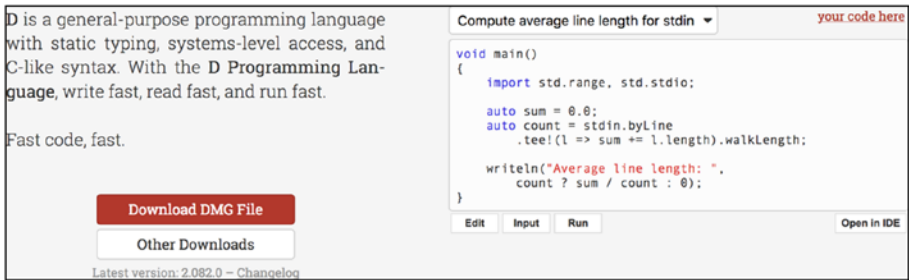 D is a general-purpose programming language
with static typing, systems-level access, and
C-like syntax. With the D Programming Lan-
guage, write fast, read fast, and run fast.
Fast code, fast.
Download DMG File
Other Downloads
Latest version: 2.082.0 – Changelog
Compute average line length for stdin
your code here
void main()
{
    import std.range, std.stdio;
    auto sum = 0.0;
    auto count = stdin.byLine
        .tee!(l => sum += l.length).walkLength;
    writeln("Average line length: ",
        count ? sum / count : 0);
}
Edit Input Run Open in IDE